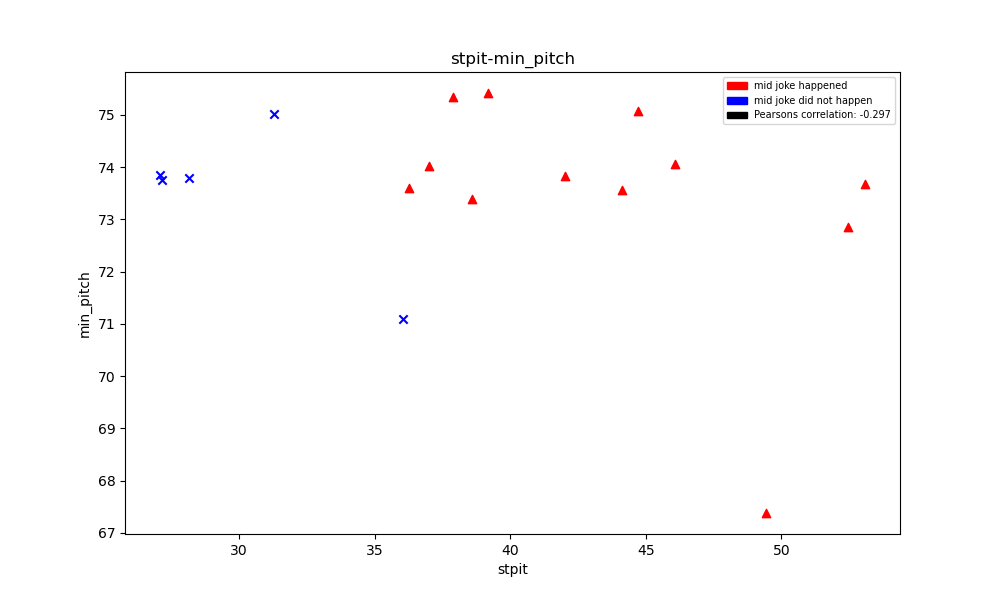 stpit-min_pitch
mid joke happened
mid joke did not happen
Pearsons correlation: -0.297
75
74
73
72
71
70
69
68
67
min_pitch
30
35
40
45
50
stpit